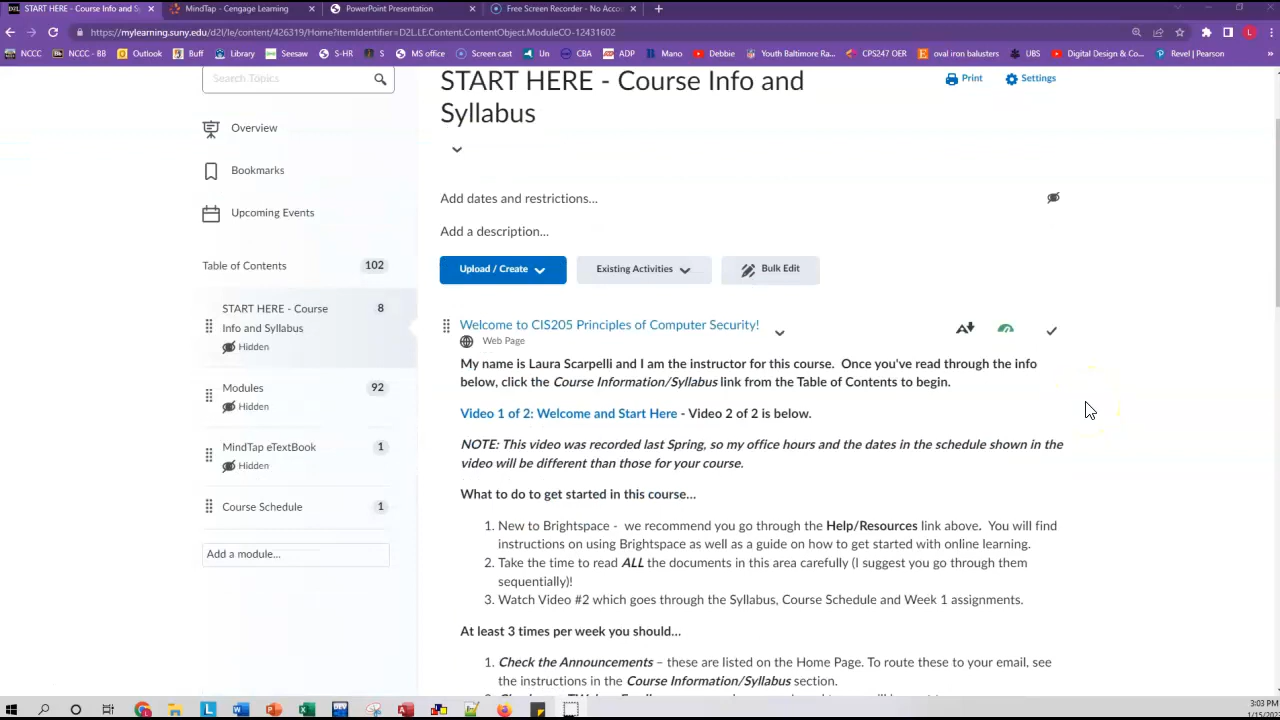 START HERE - Course Info and S
MindTap - Cengage Learning
PowerPoint Presentation
Free Screen Recorder - No Acco
https://mylearning.suny.edu/d2l/le/content/426319/Home?itemIdentifier=D2L.LE.Content.ContentObject.ModuleCO-12431602
NCCC
NCCC - BB
Outlook
Buff
Library
Seesaw
S-HR
S
MS office
Screen cast
Un
CBA
ADP
Mano
Debbie
Youth Baltimore Ra...
CPS247 OER
oval iron balusters
UBS
Digital Design & Co...
Revel | Pearson
Search Topics
START HERE - Course Info and
Syllabus
Print
Settings
Overview
Bookmarks
Upcoming Events
Table of Contents 102
START HERE - Course 8
Info and Syllabus
Hidden
Modules 92
Hidden
MindTap eTextBook 1
Hidden
Course Schedule 1
Add a module...
Add dates and restrictions...
Add a description...
Upload / Create
Existing Activities
Bulk Edit
Welcome to CIS205 Principles of Computer Security!
Web Page
My name is Laura Scarpelli and I am the instructor for this course. Once you've read through the info
below, click the Course Information/Syllabus link from the Table of Contents to begin.
Video 1 of 2: Welcome and Start Here - Video 2 of 2 is below.
NOTE: This video was recorded last Spring, so my office hours and the dates in the schedule shown in the
video will be different than those for your course.
What to do to get started in this course...
1. New to Brightspace - we recommend you go through the Help/Resources link above. You will find
instructions on using Brightspace as well as a guide on how to get started with online learning.
2. Take the time to read ALL the documents in this area carefully (I suggest you go through them
sequentially)!
3. Watch Video #2 which goes through the Syllabus, Course Schedule and Week 1 assignments.
At least 3 times per week you should...
1. Check the Announcements – these are listed on the Home Page. To route these to your email, see
the instructions in the Course Information/Syllabus section.
3:03 PM